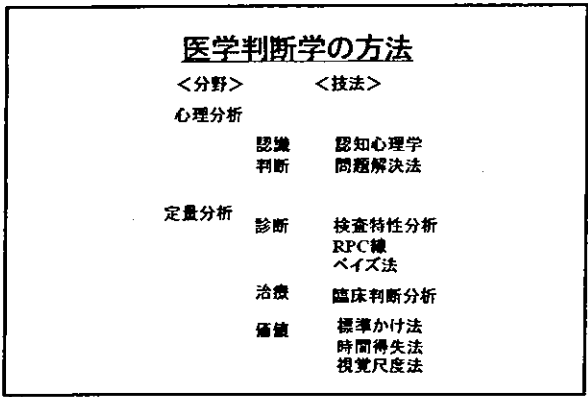 医学判断学の方法
＜分野＞ ＜技法＞
心理分析
認識 認知心理学
判断 問題解決法
定量分析
診断 検査特性分析
RPC線
ベイズ法
治療 臨床判断分析
価値 標準かけ法
時間得失法
視覚尺度法